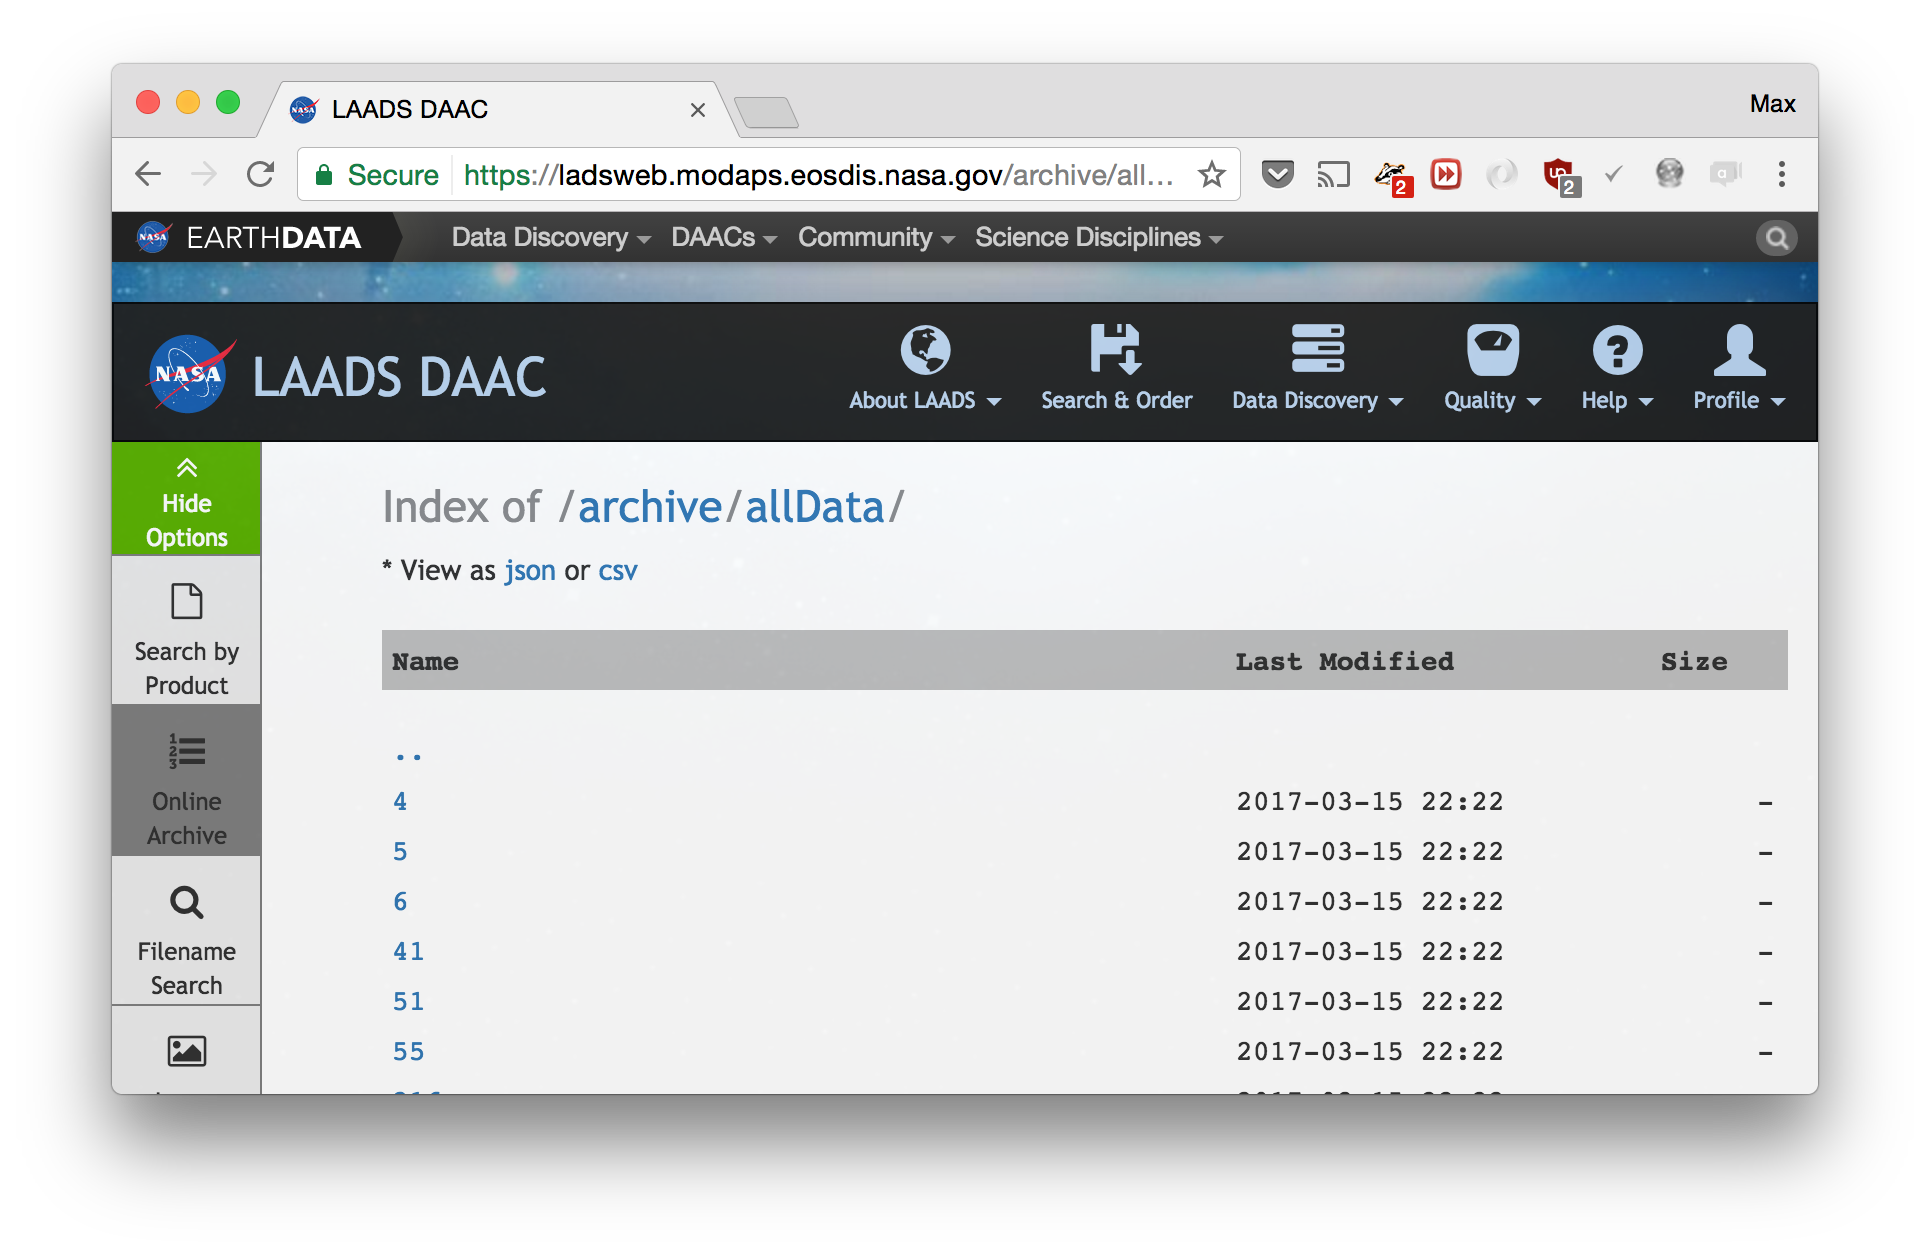 LAADS DAAC
Max
Secure https://ladsweb.modaps.eosdis.nasa.gov/archive/all...
2
2
NASA EARTHDATA Data Discovery DAACs Community Science Disciplines
NASA LAADS DAAC
About LAADS Search & Order Data Discovery Quality Help Profile
Hide
Options
Search by
Product
Online
Archive
Filename
Search
Index of /archive/allData/
* View as json or csv
Name Last Modified Size
..
4 2017-03-15 22:22 -
5 2017-03-15 22:22 -
6 2017-03-15 22:22 -
41 2017-03-15 22:22 -
51 2017-03-15 22:22 -
55 2017-03-15 22:22 -